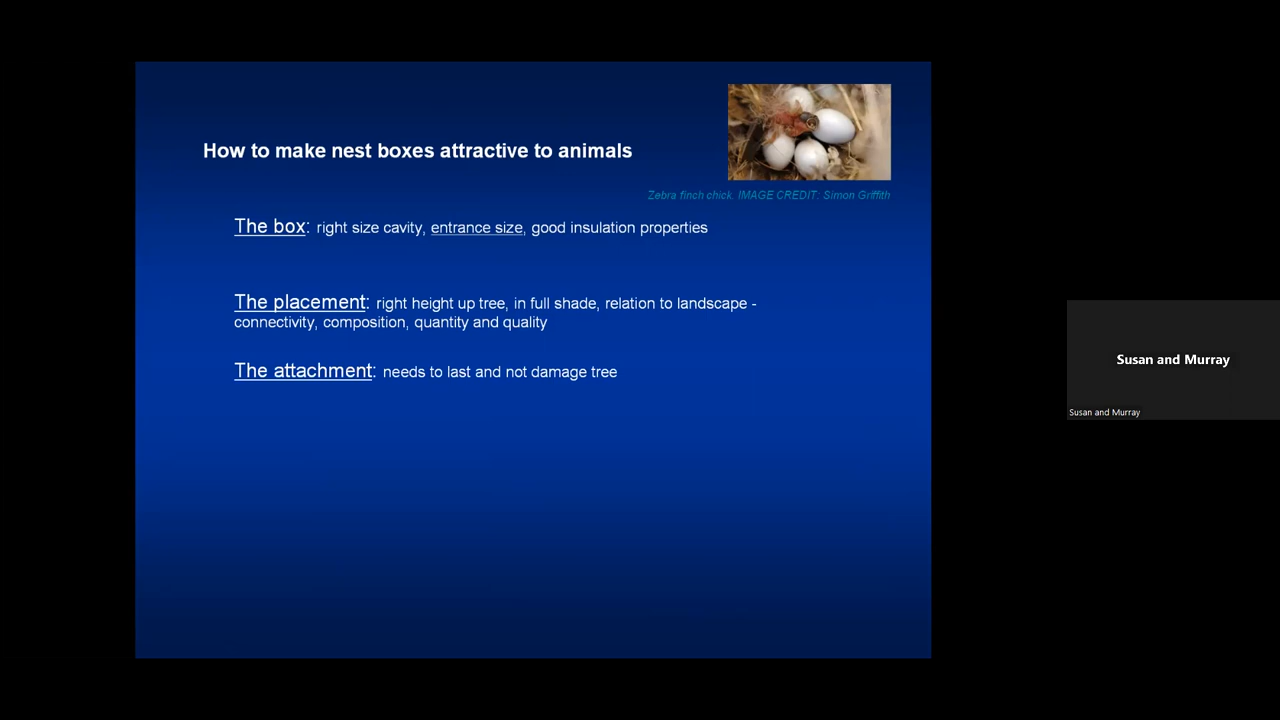 How to make nest boxes attractive to animals
Zebra finch chick. IMAGE CREDIT: Simon Griffith
The box: right size cavity, entrance size, good insulation properties
The placement: right height up tree, in full shade, relation to landscape -
connectivity, composition, quantity and quality
The attachment: needs to last and not damage tree
Susan and Murray
Susan and Murray